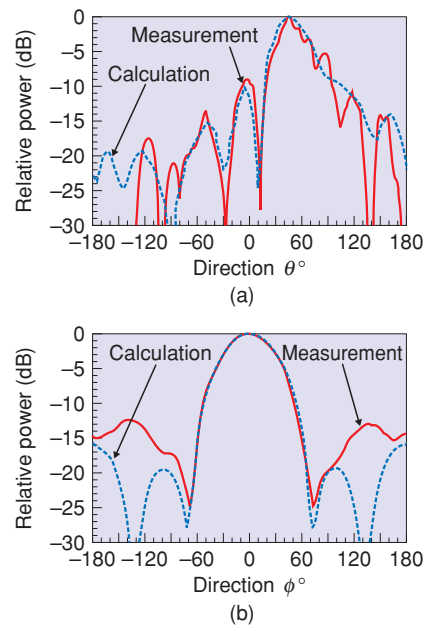 Relative power (dB)
−0
−5
−10
−15
−20
−25
−30
Measurement
Calculation
−180 −120 −60 0 60 120 180
Direction θ°
(a)
Relative power (dB)
0
−5
−10
−15
−20
−25
−30
Calculation Measurement
−180 −120 −60 0 60 120 180
Direction ϕ°
(b)